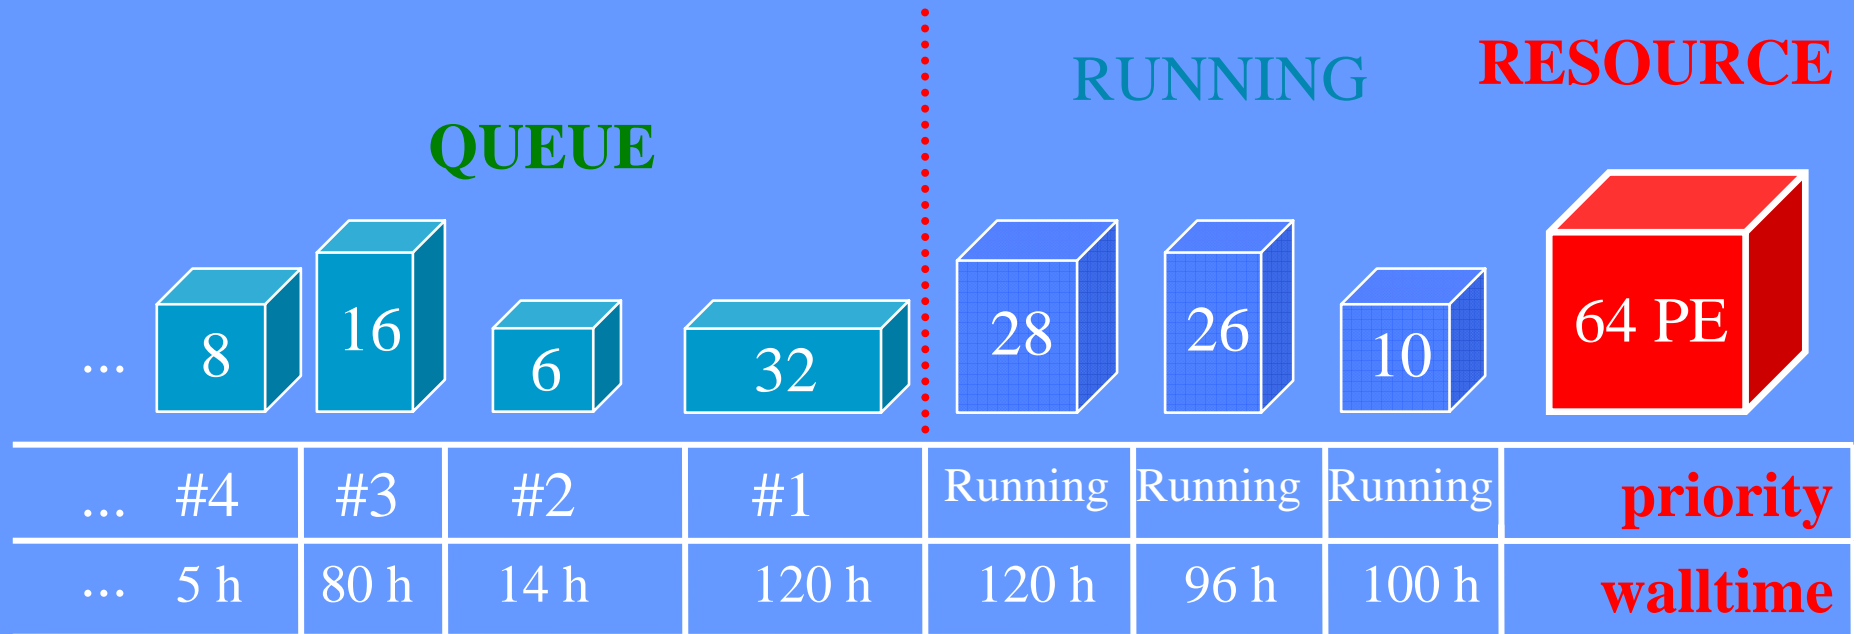 RESOURCE
RUNNING
QUEUE
... 8 16 6 32 28 26 10 64 PE
... #4 #3 #2 #1 Running Running Running priority
... 5 h 80 h 14 h 120 h 120 h 96 h 100 h walltime